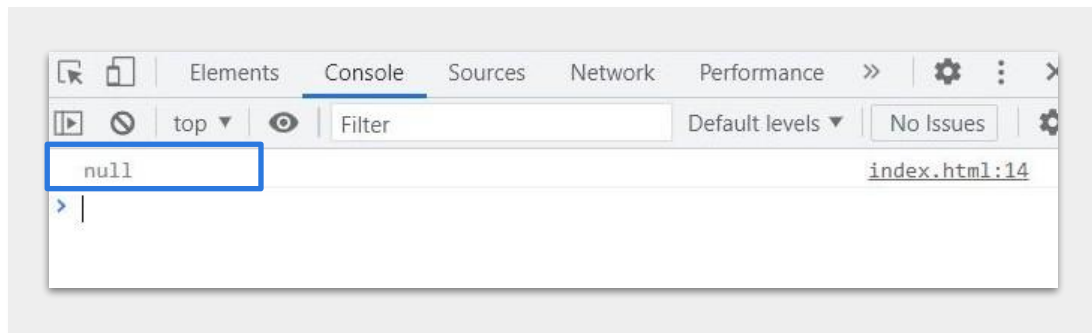 Elements Console Sources Network Performance »
top ▼ Filter Default levels ▼ No Issues
null index.html:14
>